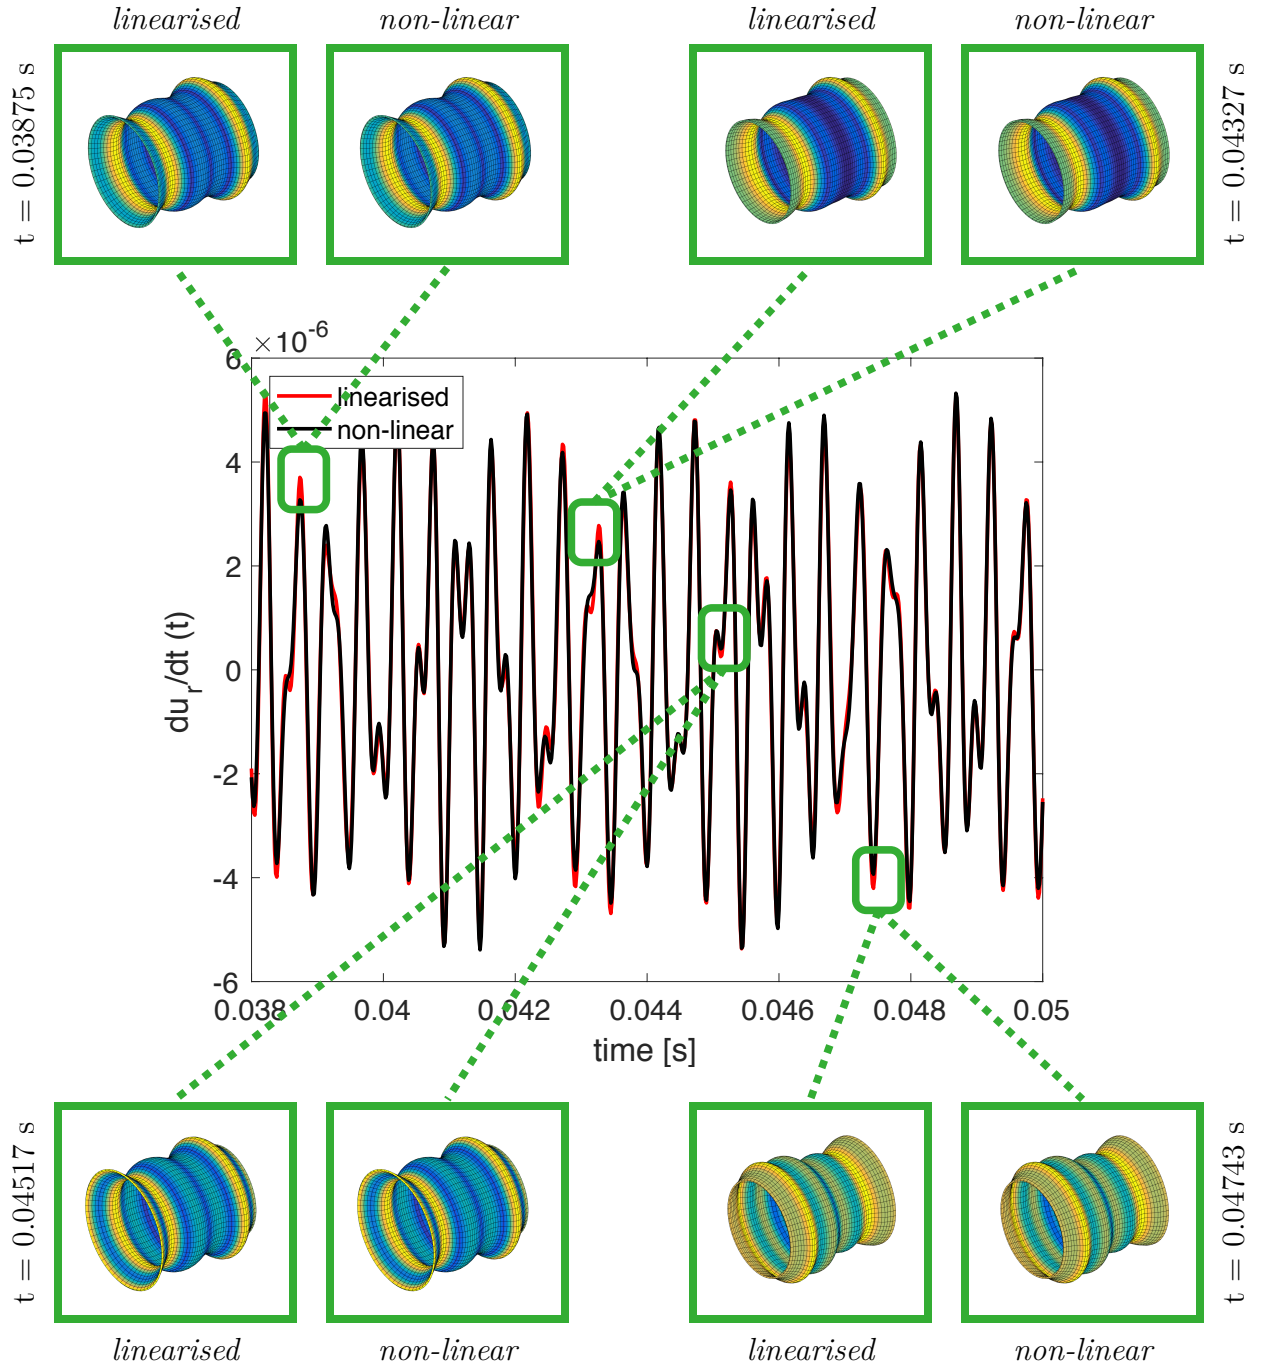 linearised non-linear linearised non-linear
t = 0.03875 s
t = 0.04327 s
×10^-6
6
linearised
non-linear
4
2
0
-2
-4
-6
du_r/dt (t)
0.038 0.04 0.042 0.044 0.046 0.048 0.05
time [s]
t = 0.04517 s
t = 0.04743 s
linearised non-linear linearised non-linear